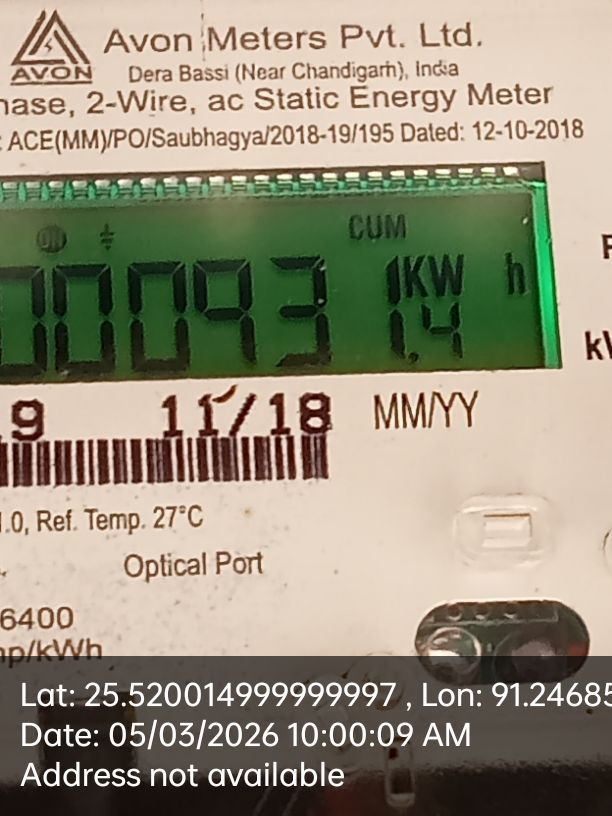 AVON
Avon Meters Pvt. Ltd.
Dera Bassi (Near Chandigarh), India
hase, 2-Wire, ac Static Energy Meter
: ACE(MM)/PO/Saubhagya/2018-19/195 Dated: 12-10-2018
CUM
00093 KW h
1.4
9 11/18 MM/YY
1.0, Ref. Temp. 27°C
Optical Port
6400
mp/kWh
Lat: 25.520014999999997 , Lon: 91.24685
Date: 05/03/2026 10:00:09 AM
Address not available